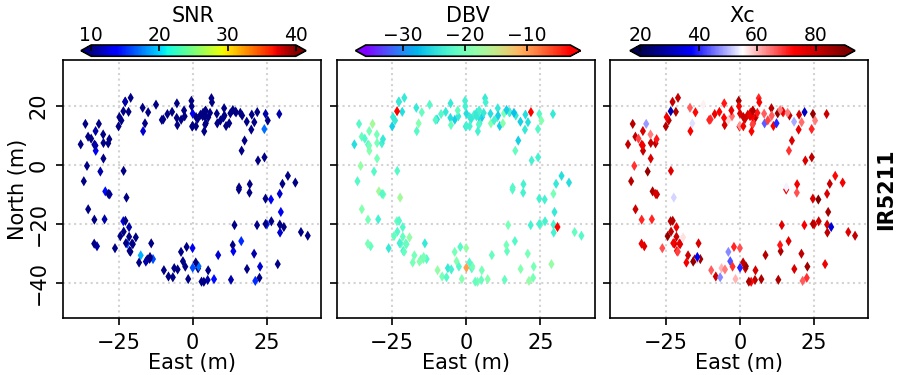 SNR DBV Xc
10 20 30 40 −30 −20 −10 20 40 60 80
20
0
−20
−40
North (m)
−25 0 25 −25 0 25 −25 0 25
East (m) East (m) East (m)
IR5211